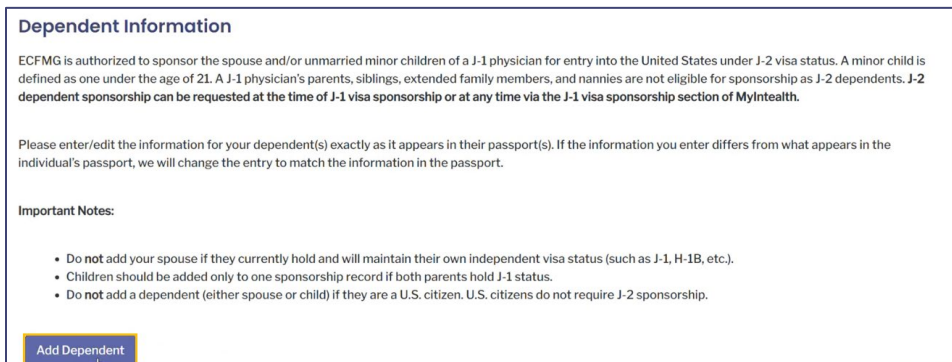 Dependent Information
ECFMG is authorized to sponsor the spouse and/or unmarried minor children of a J-1 physician for entry into the United States under J-2 visa status. A minor child is
defined as one under the age of 21. A J-1 physician's parents, siblings, extended family members, and nannies are not eligible for sponsorship as J-2 dependents. J-2
dependent sponsorship can be requested at the time of J-1 visa sponsorship or at any time via the J-1 visa sponsorship section of MyIntealth.
Please enter/edit the information for your dependent(s) exactly as it appears in their passport(s). If the information you enter differs from what appears in the
individual's passport, we will change the entry to match the information in the passport.
Important Notes:
• Do not add your spouse if they currently hold and will maintain their own independent visa status (such as J-1, H-1B, etc.).
• Children should be added only to one sponsorship record if both parents hold J-1 status.
• Do not add a dependent (either spouse or child) if they are a U.S. citizen. U.S. citizens do not require J-2 sponsorship.
Add Dependent